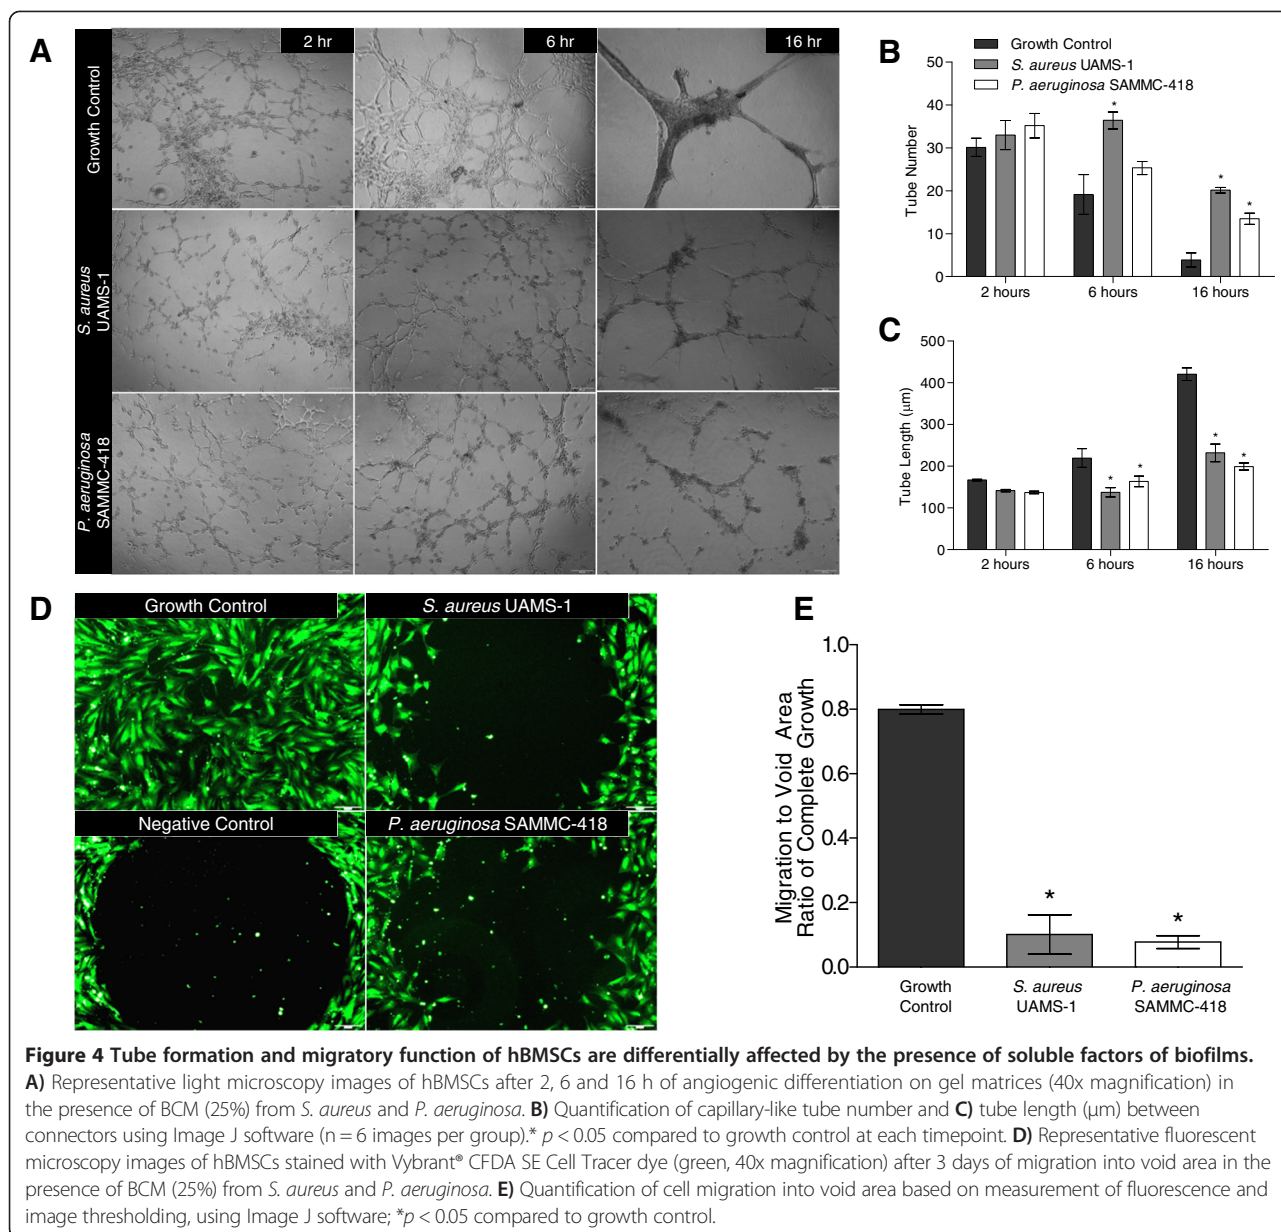 A
2 hr
6 hr
16 hr
Growth Control
S. aureus
UAMS-1
P. aeruginosa
SAMMC-418
B
Growth Control
S. aureus UAMS-1
P. aeruginosa SAMMC-418
Tube Number
50
40
30
20
10
0
*
*
*
2 hours
6 hours
16 hours
C
Tube Length (μm)
500
400
300
200
100
0
*
*
*
*
2 hours
6 hours
16 hours
D
Growth Control
S. aureus UAMS-1
Negative Control
P. aeruginosa SAMMC-418
E
Migration to Void Area
Ratio of Complete Growth
1.0
0.8
0.6
0.4
0.2
0.0
*
*
Growth
Control
S. aureus
UAMS-1
P. aeruginosa
SAMMC-418
Figure 4 Tube formation and migratory function of hBMSCs are differentially affected by the presence of soluble factors of biofilms.
A) Representative light microscopy images of hBMSCs after 2, 6 and 16 h of angiogenic differentiation on gel matrices (40x magnification) in
the presence of BCM (25%) from S. aureus and P. aeruginosa. B) Quantification of capillary-like tube number and C) tube length (μm) between
connectors using Image J software (n = 6 images per group).* p < 0.05 compared to growth control at each timepoint. D) Representative fluorescent
microscopy images of hBMSCs stained with Vybrant® CFDA SE Cell Tracer dye (green, 40x magnification) after 3 days of migration into void area in the
presence of BCM (25%) from S. aureus and P. aeruginosa. E) Quantification of cell migration into void area based on measurement of fluorescence and
image thresholding, using Image J software; *p < 0.05 compared to growth control.